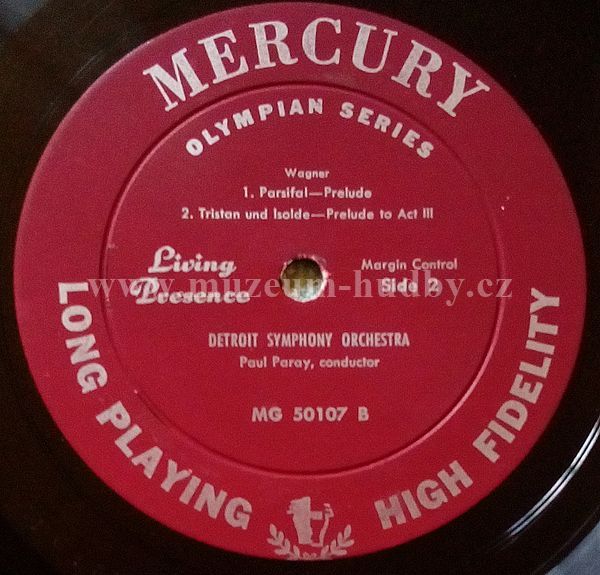 MERCURY
OLYMPIAN SERIES
Wagner
1. Parsifal—Prelude
2. Tristan und Isolde—Prelude to Act III
Living
Presence
Margin Control
Side 2
www.muzeum-hudby.cz
DETROIT SYMPHONY ORCHESTRA
Paul Paray, conductor
MG 50107 B
LONG PLAYING
HIGH FIDELITY